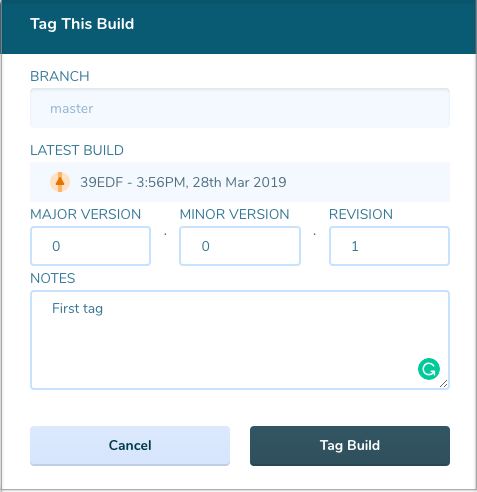 Tag This Build
BRANCH
master
LATEST BUILD
39EDF - 3:56PM, 28th Mar 2019
MAJOR VERSION MINOR VERSION REVISION
0 . 0 . 1
NOTES
First tag
Cancel Tag Build